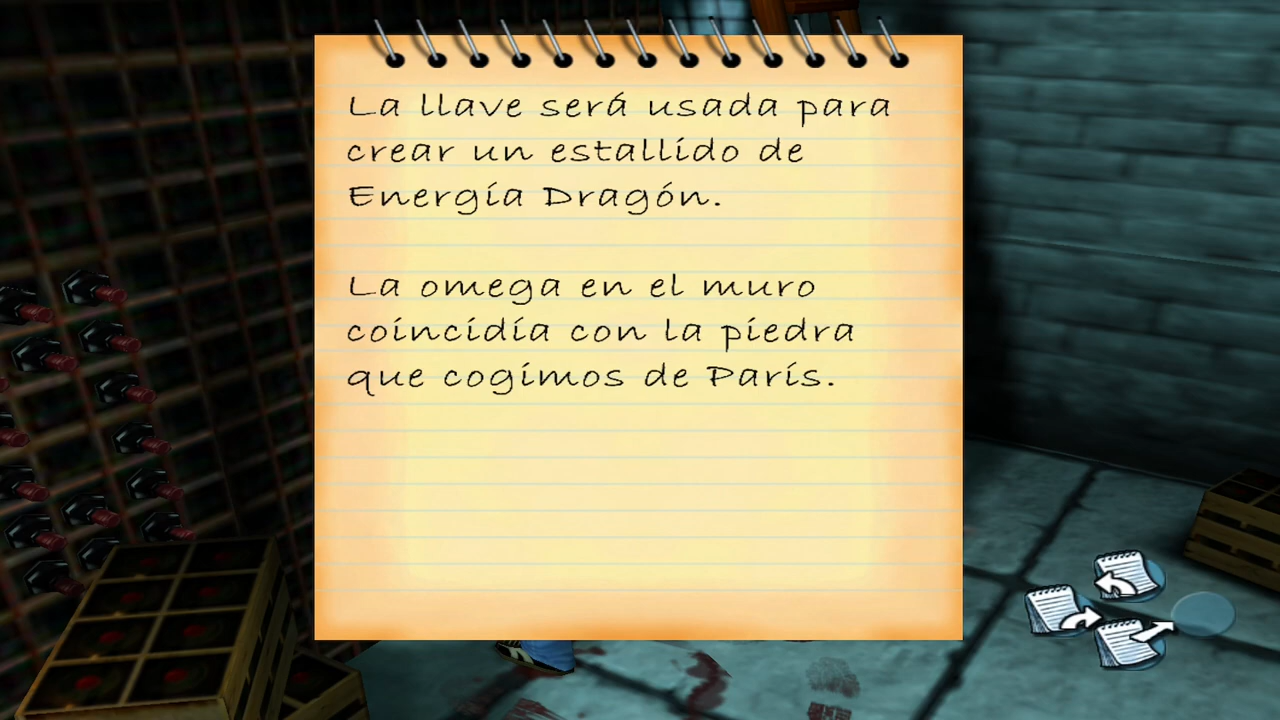 La llave será usada para
crear un estallido de
Energía Dragón.
La omega en el muro
coincidía con la piedra
que cogimos de París.